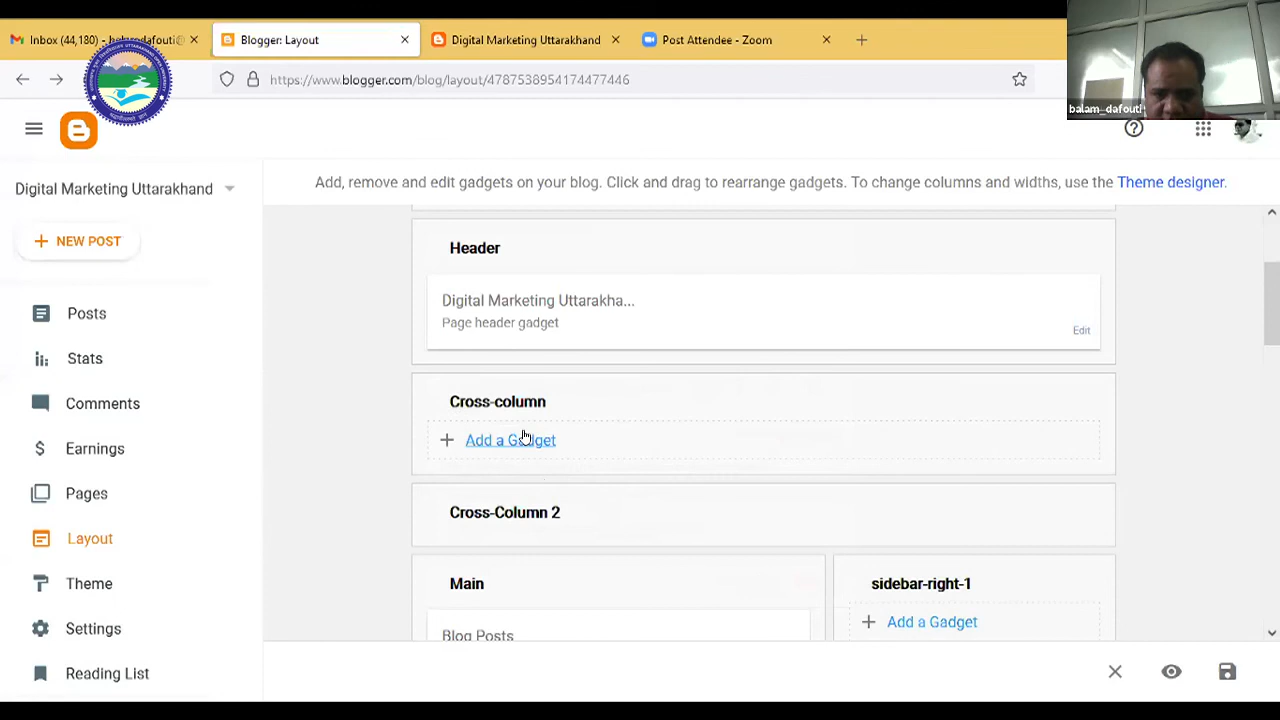 Inbox (44,180) - balamdafouti@
Blogger: Layout
Digital Marketing Uttarakhand
Post Attendee - Zoom
https://www.blogger.com/blog/layout/4787538954174477446
balam_dafouti
Digital Marketing Uttarakhand
Add, remove and edit gadgets on your blog. Click and drag to rearrange gadgets. To change columns and widths, use the Theme designer.
NEW POST
Posts
Stats
Comments
Earnings
Pages
Layout
Theme
Settings
Reading List
Header
Digital Marketing Uttarakha...
Page header gadget
Edit
Cross-column
Add a Gadget
Cross-Column 2
Main
Blog Posts
sidebar-right-1
Add a Gadget